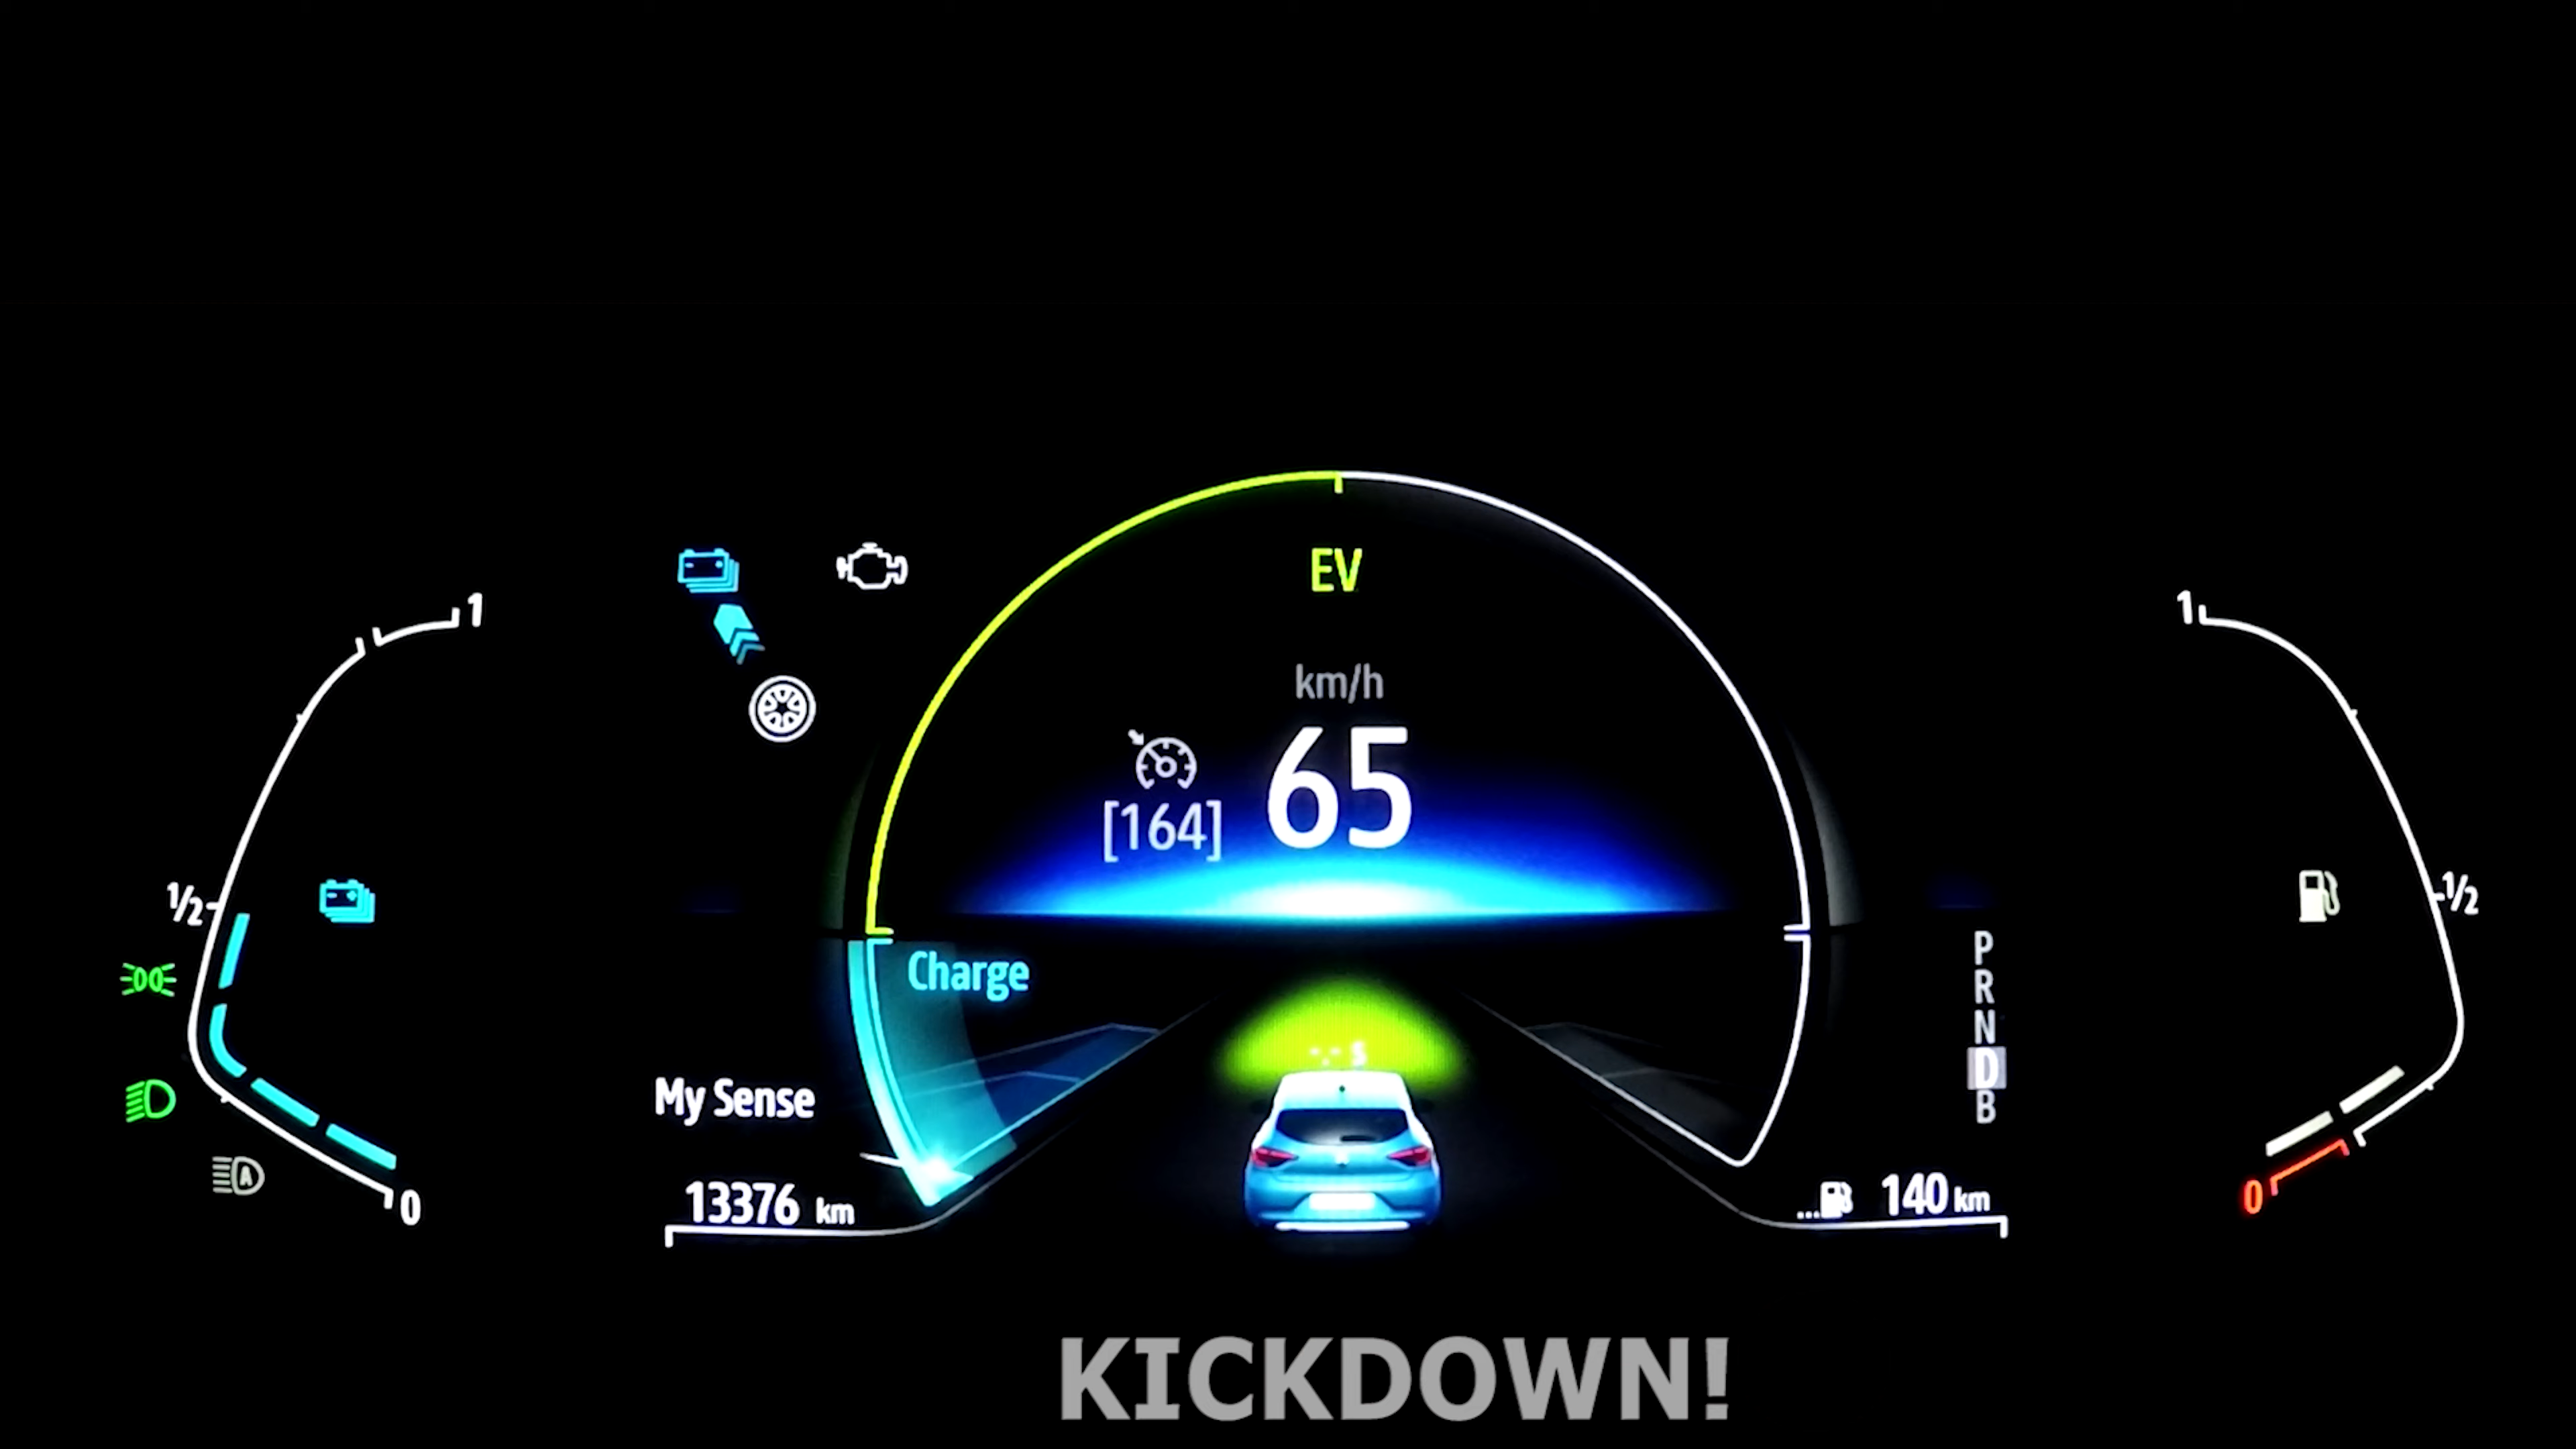 EV
km/h
65
[164]
1
1
1/2
1/2
Charge
P
R
N
D
B
My Sense
A
13376 km
140 km
0
0
KICKDOWN!